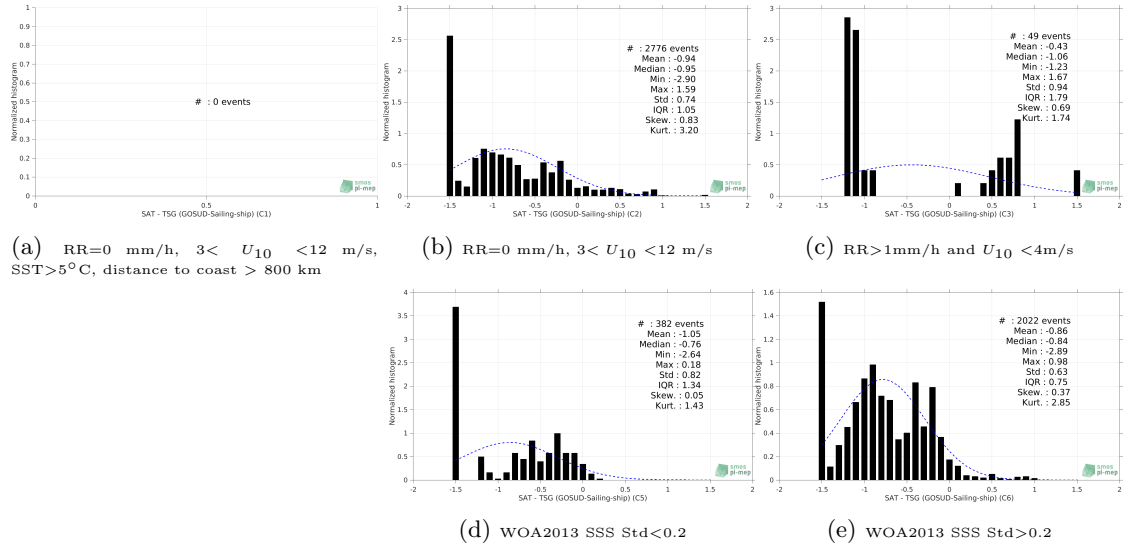 1
0.9
0.8
0.7
0.6
0.5
0.4
0.3
0.2
0.1
0
Normalized histogram
# : 0 events
smos
pi-mep
0 0.5 1
SAT - TSG (GOSUD-Sailing-ship) (C1)
(a) RR=0 mm/h, 3< U10 <12 m/s,
SST>5°C, distance to coast > 800 km
3
2.5
2
1.5
1
0.5
0
Normalized histogram
# : 2776 events
Mean : -0.94
Median : -0.95
Min : -2.90
Max : 1.59
Std : 0.74
IQR : 1.05
Skew. : 0.83
Kurt. : 3.20
smos
pi-mep
-2 -1.5 -1 -0.5 0 0.5 1 1.5 2
SAT - TSG (GOSUD-Sailing-ship) (C2)
(b) RR=0 mm/h, 3< U10 <12 m/s
3
2.5
2
1.5
1
0.5
0
Normalized histogram
# : 49 events
Mean : -0.43
Median : -1.06
Min : -1.23
Max : 1.67
Std : 0.94
IQR : 1.79
Skew. : 0.69
Kurt. : 1.74
smos
pi-mep
-2 -1.5 -1 -0.5 0 0.5 1 1.5 2
SAT - TSG (GOSUD-Sailing-ship) (C3)
(c) RR>1mm/h and U10 <4m/s
4
3.5
3
2.5
2
1.5
1
0.5
0
Normalized histogram
# : 382 events
Mean : -1.05
Median : -0.76
Min : -2.64
Max : 0.18
Std : 0.82
IQR : 1.34
Skew. : 0.05
Kurt. : 1.43
smos
pi-mep
-2 -1.5 -1 -0.5 0 0.5 1 1.5 2
SAT - TSG (GOSUD-Sailing-ship) (C5)
(d) WOA2013 SSS Std<0.2
1.6
1.4
1.2
1
0.8
0.6
0.4
0.2
0
Normalized histogram
# : 2022 events
Mean : -0.86
Median : -0.84
Min : -2.89
Max : 0.98
Std : 0.63
IQR : 0.75
Skew. : 0.37
Kurt. : 2.85
smos
pi-mep
-2 -1.5 -1 -0.5 0 0.5 1 1.5 2
SAT - TSG (GOSUD-Sailing-ship) (C6)
(e) WOA2013 SSS Std>0.2